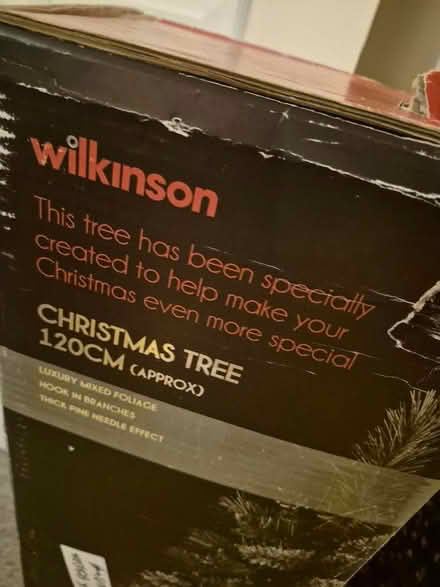 wilkinson
This tree has been specially
created to help make your
Christmas even more special
CHRISTMAS TREE
120CM (APPROX)
LUXURY MIXED FOLIAGE
HOOK IN BRANCHES
THICK PINE NEEDLE EFFECT